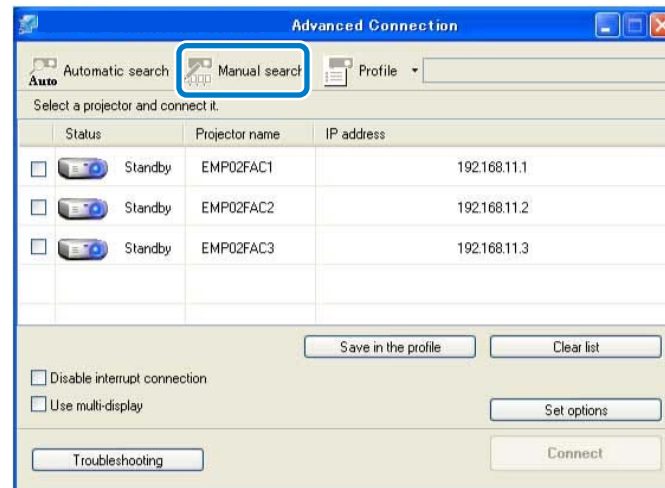 Advanced Connection
Auto Automatic search Manual search Profile
Select a projector and connect it.
Status Projector name IP address
Standby EMP02FAC1 192.168.11.1
Standby EMP02FAC2 192.168.11.2
Standby EMP02FAC3 192.168.11.3
Save in the profile Clear list
Disable interrupt connection
Use multi-display
Set options
Troubleshooting Connect